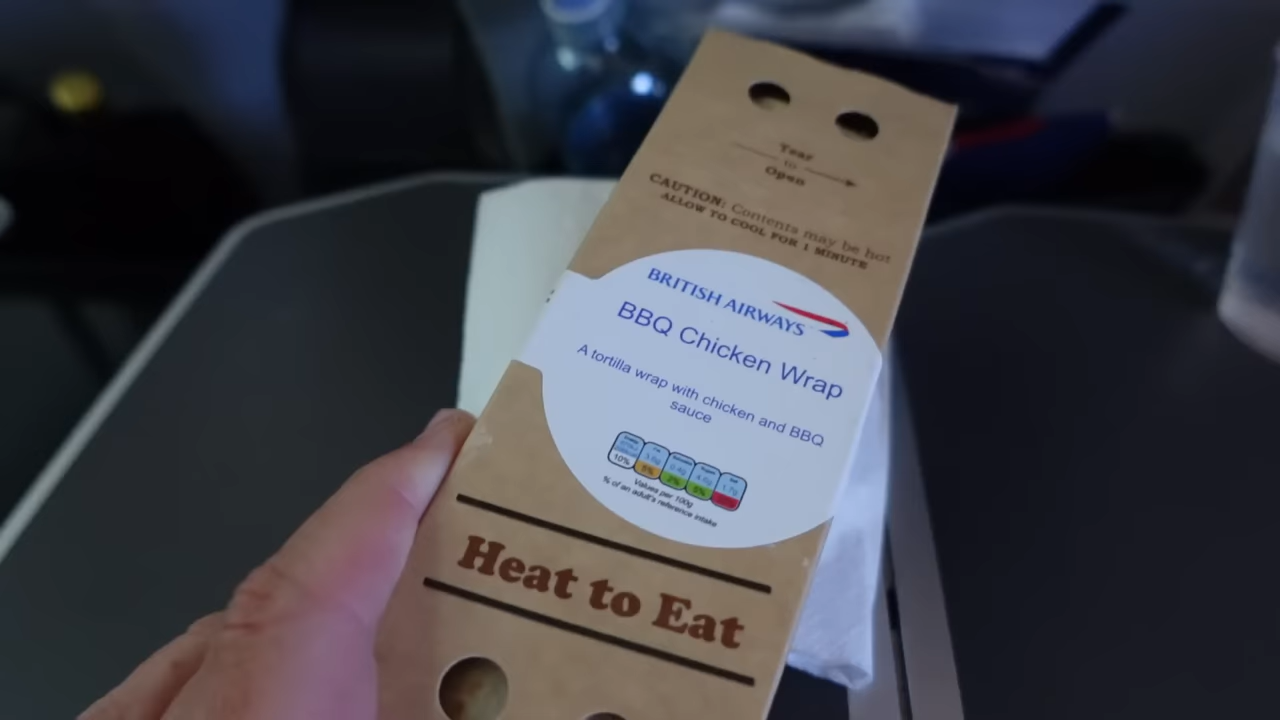 Tear
to
Open
CAUTION: Contents may be hot
ALLOW TO COOL FOR 1 MINUTE
BRITISH AIRWAYS
BBQ Chicken Wrap
A tortilla wrap with chicken and BBQ
sauce
10%
Values per 100g
% of an adult's reference intake
Heat to Eat